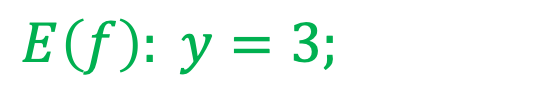 E(f): y = 3;